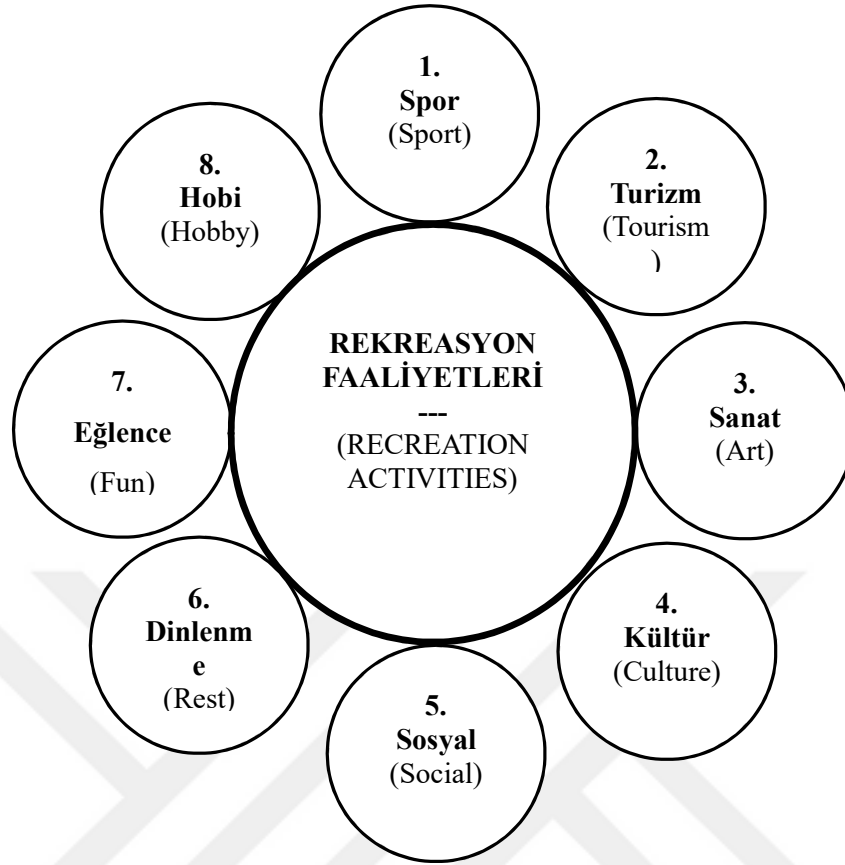 1.
Spor
(Sport)
2.
Turizm
(Tourism
)
3.
Sanat
(Art)
4.
Kültür
(Culture)
5.
Sosyal
(Social)
6.
Dinlenm
e
(Rest)
7.
Eğlence
(Fun)
8.
Hobi
(Hobby)
REKREASYON
FAALİYETLERİ
---
(RECREATION
ACTIVITIES)